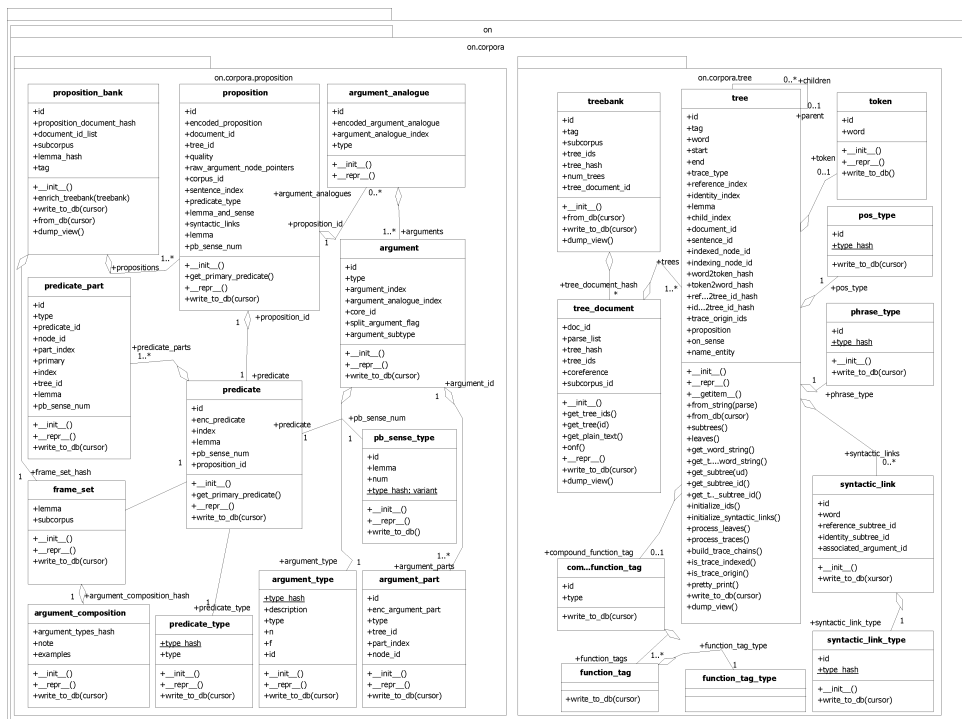 on
on.corpora
on.corpora.proposition
proposition_bank
+id
+proposition_document_hash
+document_id_list
+subcorpus
+lemma_hash
+tag
+__init__()
+enrich_treebank(treebank)
+write_to_db(cursor)
+from_db(cursor)
+dump_view()
proposition
+id
+encoded_proposition
+document_id
+tree_id
+quality
+raw_argument_node_pointers
+corpus_id
+sentence_index
+predicate_type
+lemma_and_sense
+syntactic_links
+lemma
+pb_sense_num
+__init__()
+get_primary_predicate()
+__repr__()
+write_to_db(cursor)
argument_analogue
+id
+encoded_argument_analogue
+argument_analogue_index
+type
+__init__()
+__repr__()
+argument_analogues
0..*
+proposition_id
1
1..*
+arguments
1..*
+propositions
argument
+id
+type
+argument_index
+argument_analogue_index
+core_id
+split_argument_flag
+argument_subtype
+__init__()
+__repr__()
+write_to_db(cursor)
predicate_part
+id
+type
+predicate_id
+node_id
+part_index
+primary
+index
+tree_id
+lemma
+pb_sense_num
+__init__()
+__repr__()
+write_to_db(cursor)
1
+proposition_id
+predicate_parts
1..*
1
+predicate
predicate
+id
+enc_predicate
+index
+lemma
+pb_sense_num
+proposition_id
+__init__()
+get_primary_predicate()
+__repr__()
+write_to_db(cursor)
+argument_id
1
+predicate
1
+pb_sense_num
1
pb_sense_type
+id
+lemma
+num
+type_hash: variant
+__init__()
+__repr__()
+write_to_db()
1
+frame_set_hash
1
frame_set
+lemma
+subcorpus
+__init__()
+__repr__()
+write_to_db(cursor)
1
+argument_composition_hash
argument_composition
+argument_types_hash
+note
+examples
+__init__()
+__repr__()
+write_to_db(cursor)
1
+predicate_type
predicate_type
+type_hash
+type
+__init__()
+__repr__()
+write_to_db(cursor)
+argument_type
1
argument_type
+type_hash
+description
+type
+n
+f
+id
+__init__()
+__repr__()
+write_to_db(cursor)
1..*
+argument_parts
argument_part
+id
+enc_argument_part
+type
+tree_id
+part_index
+node_id
+__init__()
+__repr__()
+write_to_db(cursor)
on.corpora.tree
0..*
+children
0..1
+parent
treebank
+id
+tag
+subcorpus
+tree_ids
+tree_hash
+num_trees
+tree_document_id
+__init__()
+from_db(cursor)
+write_to_db(cursor)
+dump_view()
+tree_document_hash
*
+trees
1..*
tree_document
+doc_id
+parse_list
+tree_hash
+tree_ids
+coreference
+subcorpus_id
+__init__()
+get_tree_ids()
+get_tree(id)
+get_plain_text()
+onf()
+__repr__()
+write_to_db(cursor)
+dump_view()
tree
+id
+tag
+word
+start
+end
+trace_type
+reference_index
+identity_index
+lemma
+child_index
+document_id
+sentence_id
+indexed_node_id
+indexing_node_id
+word2token_hash
+token2word_hash
+ref...2tree_id_hash
+id...2tree_id_hash
+trace_origin_ids
+proposition
+on_sense
+name_entity
+__init__()
+__repr__()
+__getitem__()
+from_string(parse)
+from_db(cursor)
+subtrees()
+leaves()
+get_word_string()
+get_t....word_string()
+get_subtree(ud)
+get_subtree_id()
+get_t.._subtree_id()
+initialize_ids()
+initialize_syntactic_links()
+process_leaves()
+process_traces()
+build_trace_chains()
+is_trace_indexed()
+is_trace_origin()
+pretty_print()
+write_to_db(cursor)
+dump_view()
token
+id
+word
+__init__()
+__repr__()
+write_to_db()
+token
0..1
pos_type
+id
+type_hash
+write_to_db(cursor)
1
+pos_type
phrase_type
+id
+type_hash
+__init__()
+write_to_db(cursor)
1
+phrase_type
+syntactic_links
0..*
syntactic_link
+id
+word
+reference_subtree_id
+identity_subtree_id
+associated_argument_id
+__init__()
+write_to_db(xursor)
1
+syntactic_link_type
syntactic_link_type
+id
+type_hash
+__init__()
+write_to_db(cursor)
+compound_function_tag
0..1
com...function_tag
+id
+type
+write_to_db(cursor)
+function_tags
1..*
function_tag
+write_to_db(cursor)
+function_tag_type
1
function_tag_type